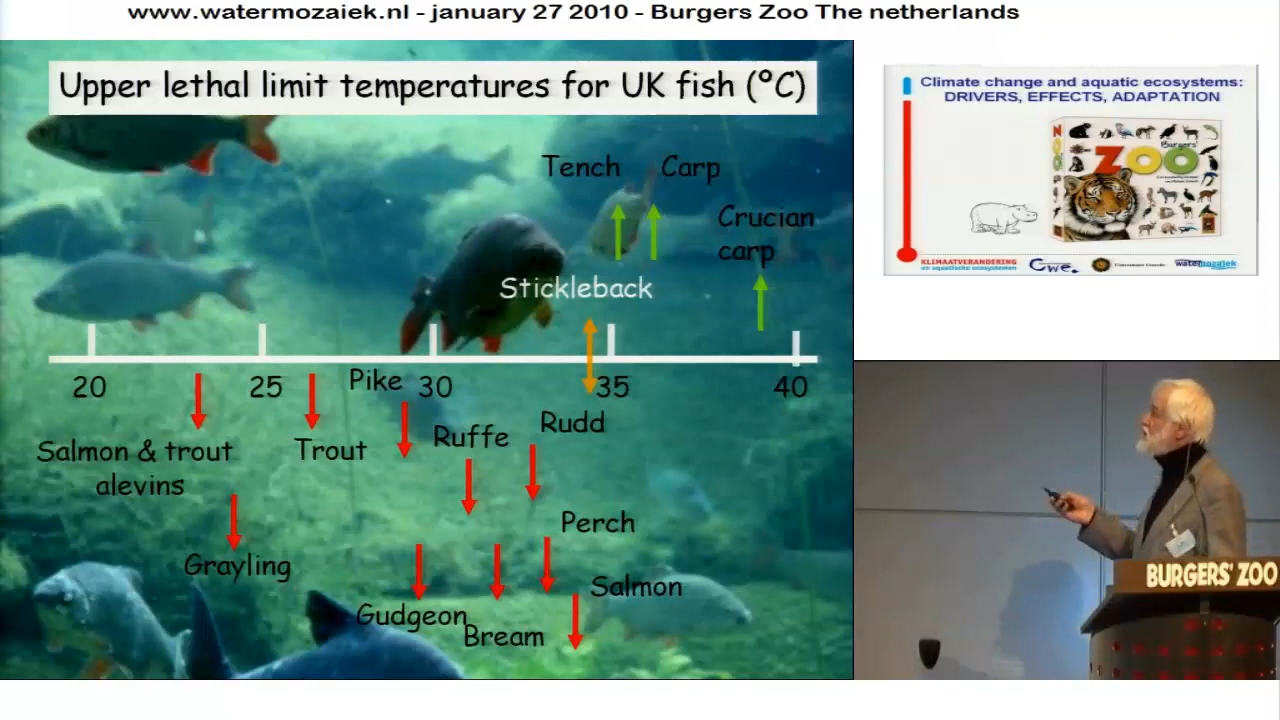 www.watermozaiek.nl - january 27 2010 - Burgers Zoo The netherlands
Upper lethal limit temperatures for UK fish (ºC)
Tench Carp
Crucian
carp
Stickleback
20 25 30 35 40
Pike
Salmon & trout
alevins
Trout
Ruffe
Rudd
Perch
Grayling
Gudgeon
Bream
Salmon
Climate change and aquatic ecosystems:
DRIVERS, EFFECTS, ADAPTATION
Burgers'
ZOO
KLIMAATVERANDERING
en aquatische ecosystemen
watermozaiek
BURGERS' ZOO